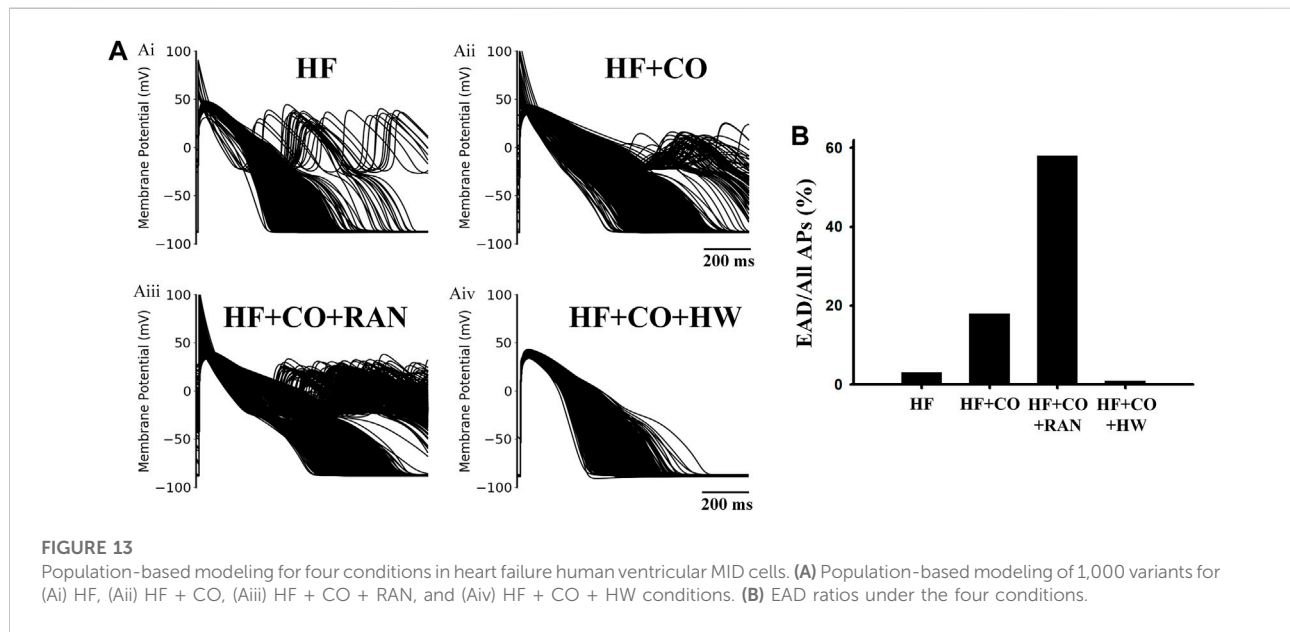 A
Ai
HF
Membrane Potential (mV)
100
50
0
−50
−100
Aii
HF+CO
Membrane Potential (mV)
100
50
0
−50
−100
200 ms
Aiii
HF+CO+RAN
Membrane Potential (mV)
100
50
0
−50
−100
Aiv
HF+CO+HW
Membrane Potential (mV)
100
50
0
−50
−100
200 ms
B
EAD/All APs (%)
60
40
20
0
HF
HF+CO
HF+CO
+RAN
HF+CO
+HW
FIGURE 13
Population-based modeling for four conditions in heart failure human ventricular MID cells. (A) Population-based modeling of 1,000 variants for
(Ai) HF, (Aii) HF + CO, (Aiii) HF + CO + RAN, and (Aiv) HF + CO + HW conditions. (B) EAD ratios under the four conditions.